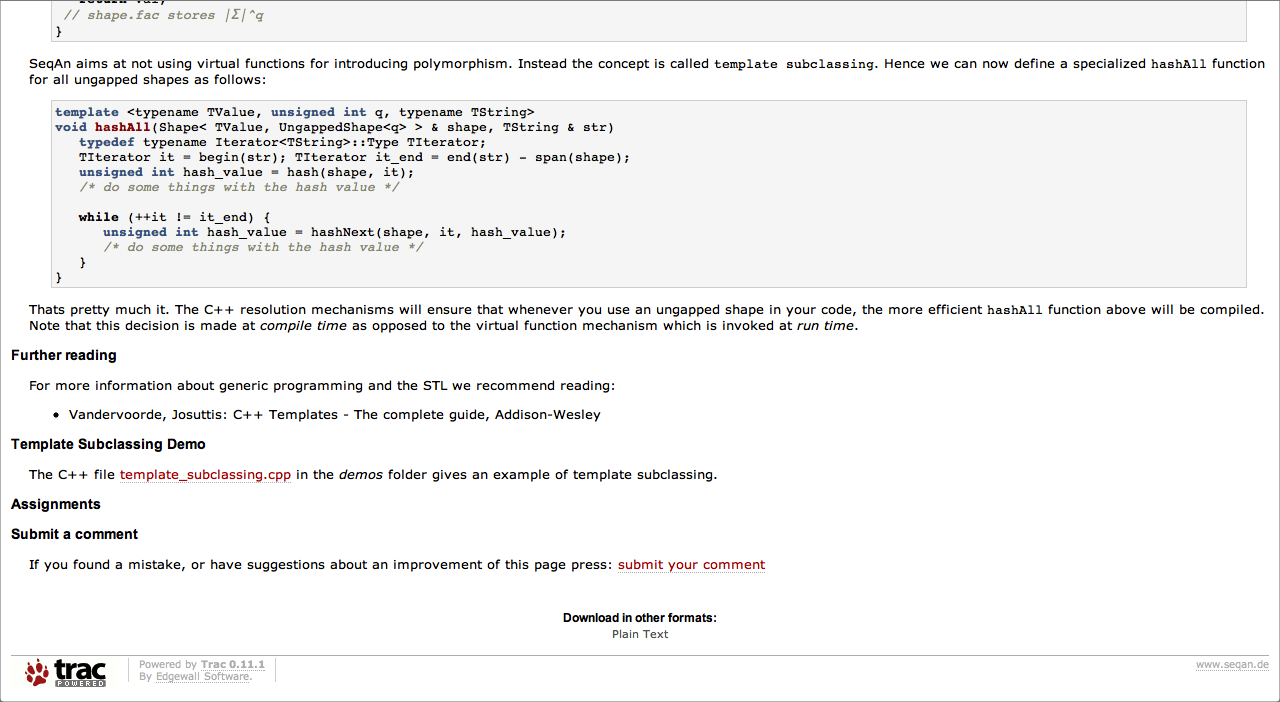 // shape.fac stores |Σ|^q
}
SeqAn aims at not using virtual functions for introducing polymorphism. Instead the concept is called template subclassing. Hence we can now define a specialized hashAll function
for all ungapped shapes as follows:
template <typename TValue, unsigned int q, typename TString>
void hashAll(Shape< TValue, UngappedShape<q> > & shape, TString & str)
   typedef typename Iterator<TString>::Type TIterator;
   TIterator it = begin(str); TIterator it_end = end(str) - span(shape);
   unsigned int hash_value = hash(shape, it);
   /* do some things with the hash value */
   while (++it != it_end) {
      unsigned int hash_value = hashNext(shape, it, hash_value);
      /* do some things with the hash value */
   }
}
Thats pretty much it. The C++ resolution mechanisms will ensure that whenever you use an ungapped shape in your code, the more efficient hashAll function above will be compiled.
Note that this decision is made at compile time as opposed to the virtual function mechanism which is invoked at run time.
Further reading
For more information about generic programming and the STL we recommend reading:
• Vandervoorde, Josuttis: C++ Templates - The complete guide, Addison-Wesley
Template Subclassing Demo
The C++ file template_subclassing.cpp in the demos folder gives an example of template subclassing.
Assignments
Submit a comment
If you found a mistake, or have suggestions about an improvement of this page press: submit your comment
Download in other formats:
Plain Text
trac
POWERED
Powered by Trac 0.11.1
By Edgewall Software.
www.seqan.de